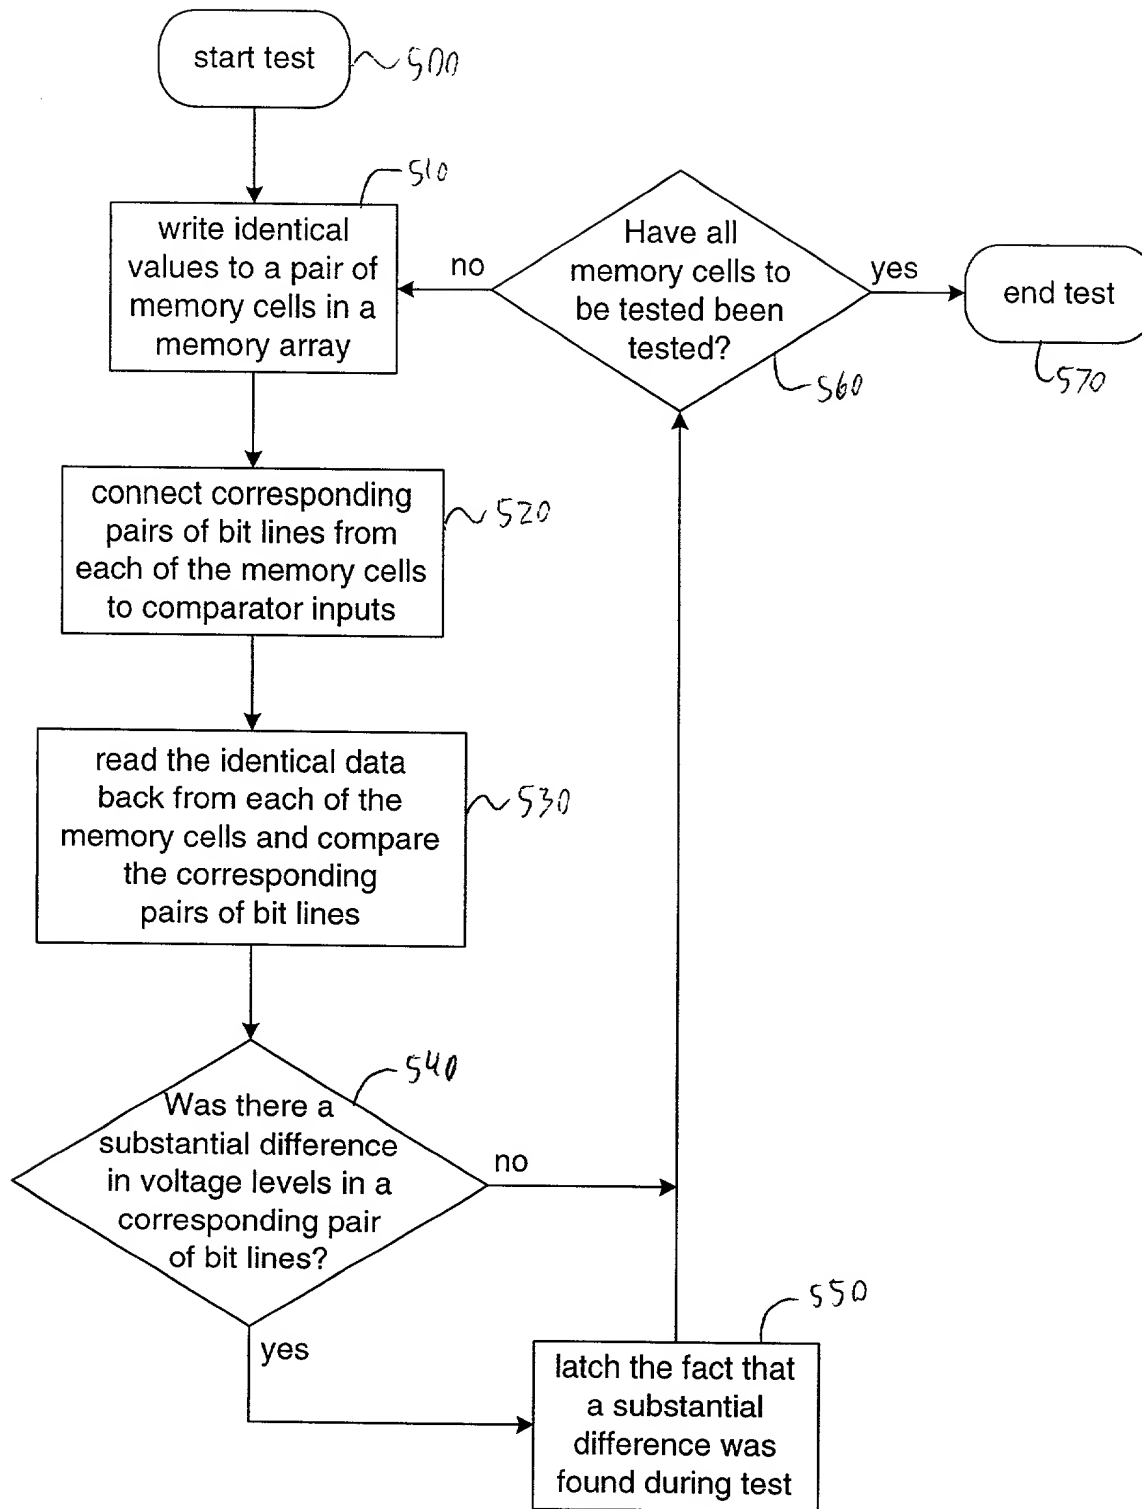 start test
500
510
write identical
values to a pair of
memory cells in a
memory array
no
Have all
memory cells to
be tested been
tested?
yes
end test
560
570
connect corresponding
pairs of bit lines from
each of the memory cells
to comparator inputs
520
read the identical data
back from each of the
memory cells and compare
the corresponding
pairs of bit lines
530
540
Was there a
substantial difference
in voltage levels in a
corresponding pair
of bit lines?
no
yes
550
latch the fact that
a substantial
difference was
found during test